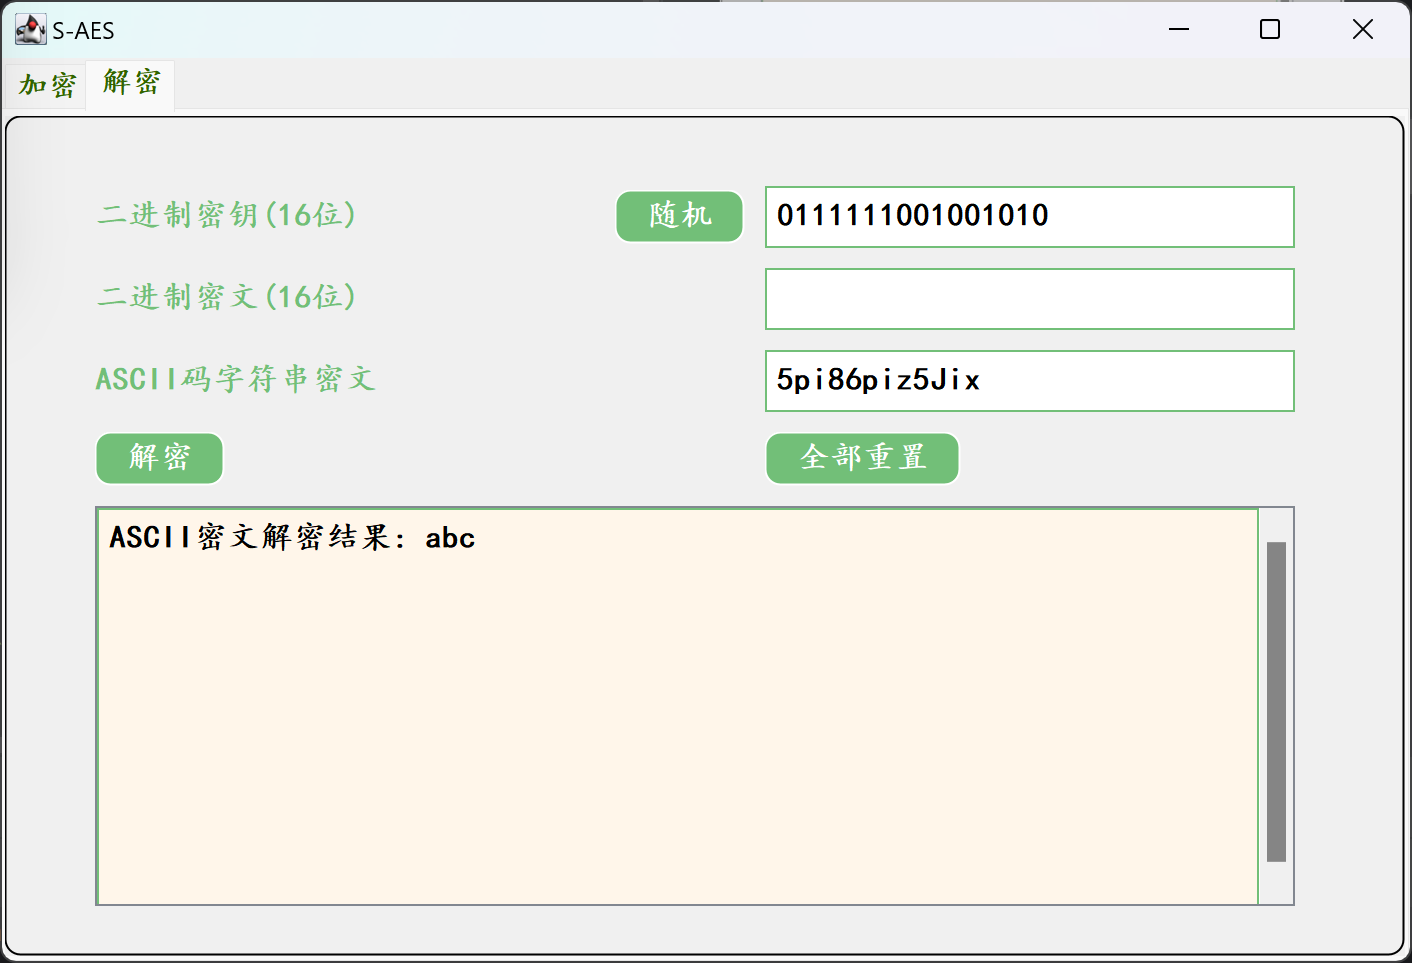 S-AES
加密 解密
二进制密钥(16位) 随机 0111111001001010
二进制密文(16位)
ASCII码字符串密文 5pi86piz5Jix
解密 全部重置
ASCII密文解密结果: abc